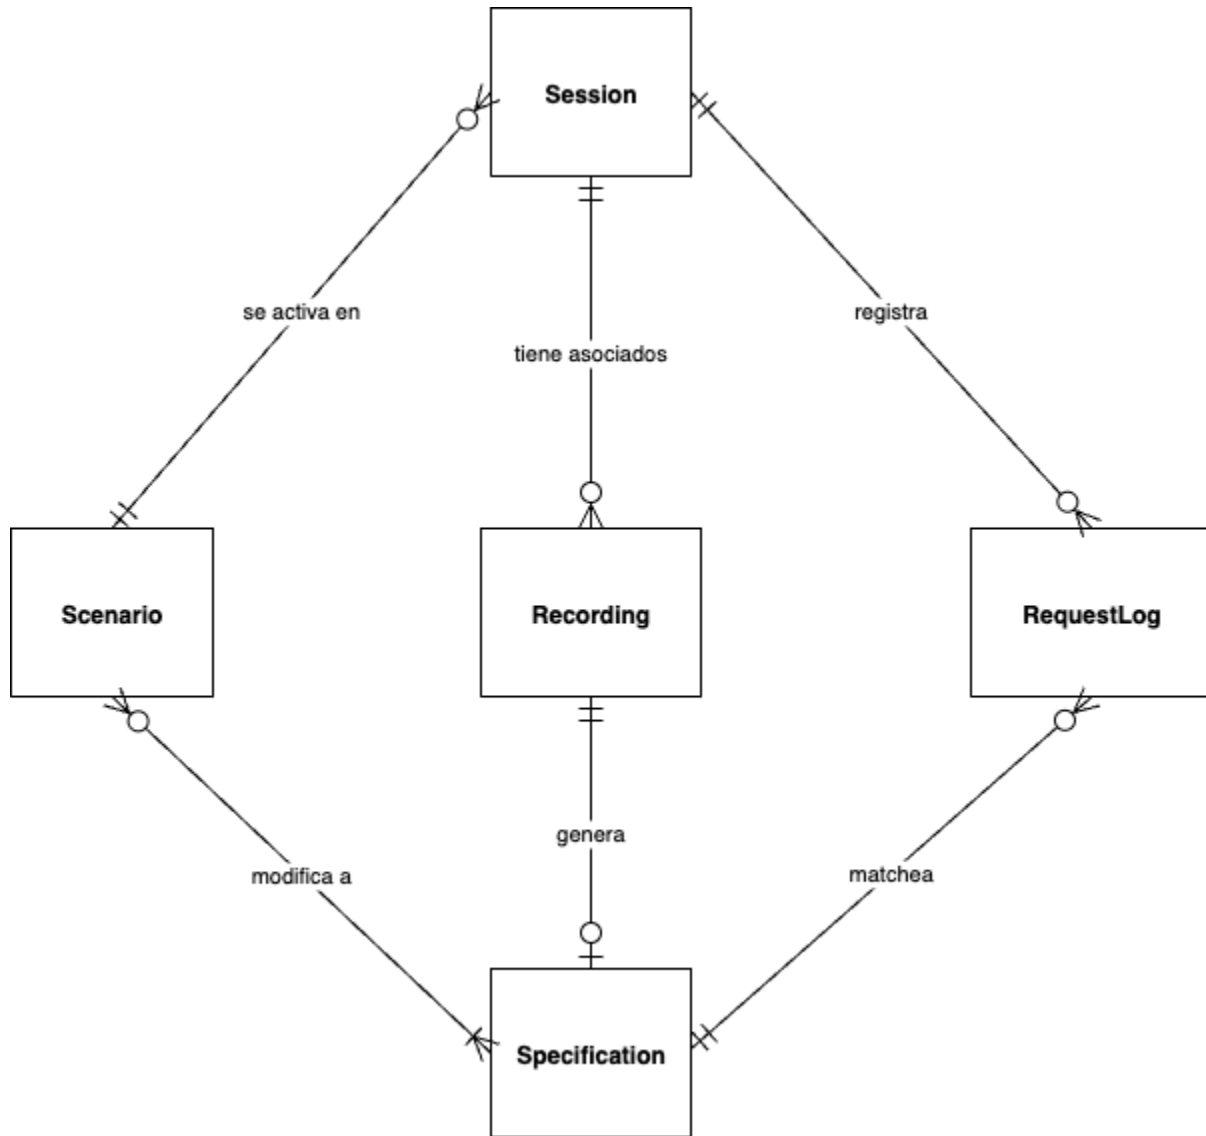 Session
se activa en
registra
tiene asociados
Scenario
Recording
RequestLog
genera
modifica a
matchea
Specification